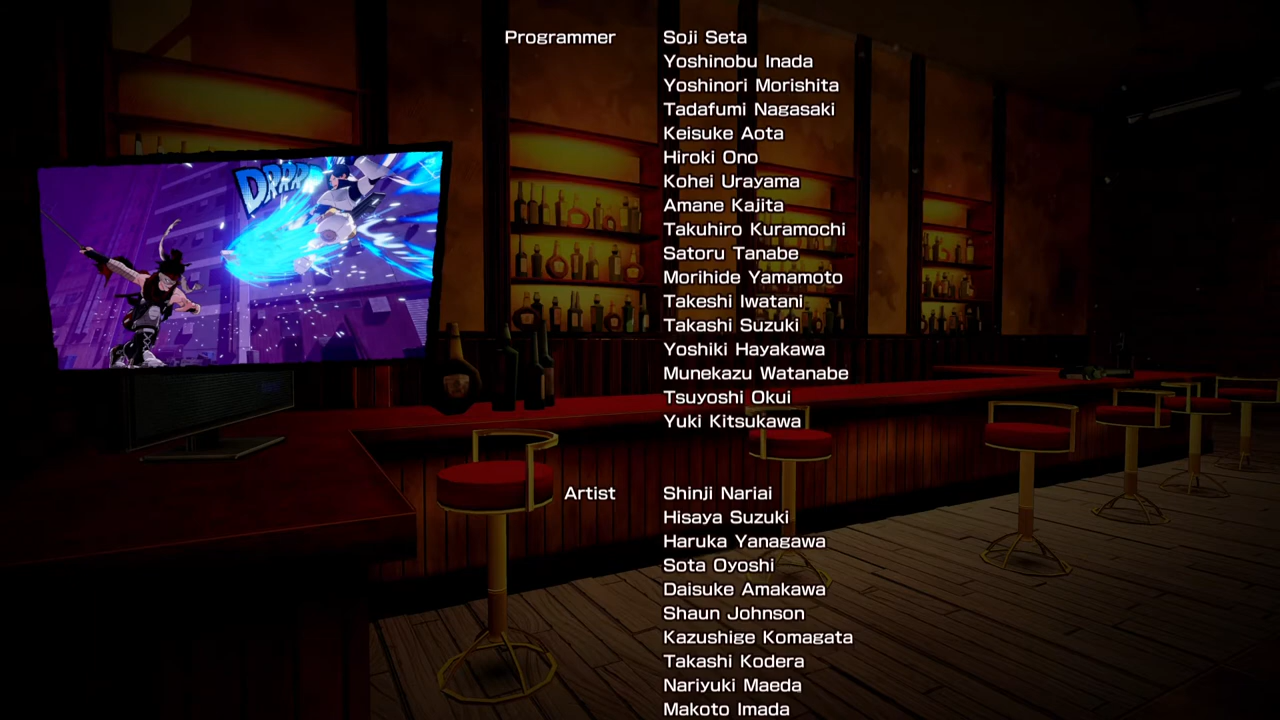 Programmer Soji Seta
Yoshinobu Inada
Yoshinori Morishita
Tadafumi Nagasaki
Keisuke Aota
Hiroki Ono
Kohei Urayama
Amane Kajita
Takuhiro Kuramochi
Satoru Tanabe
Morihide Yamamoto
Takeshi Iwatani
Takashi Suzuki
Yoshiki Hayakawa
Munekazu Watanabe
Tsuyoshi Okui
Yuki Kitsukawa
Artist Shinji Nariai
Hisaya Suzuki
Haruka Yanagawa
Sota Oyoshi
Daisuke Amakawa
Shaun Johnson
Kazushige Komagata
Takashi Kodera
Nariyuki Maeda
Makoto Imada